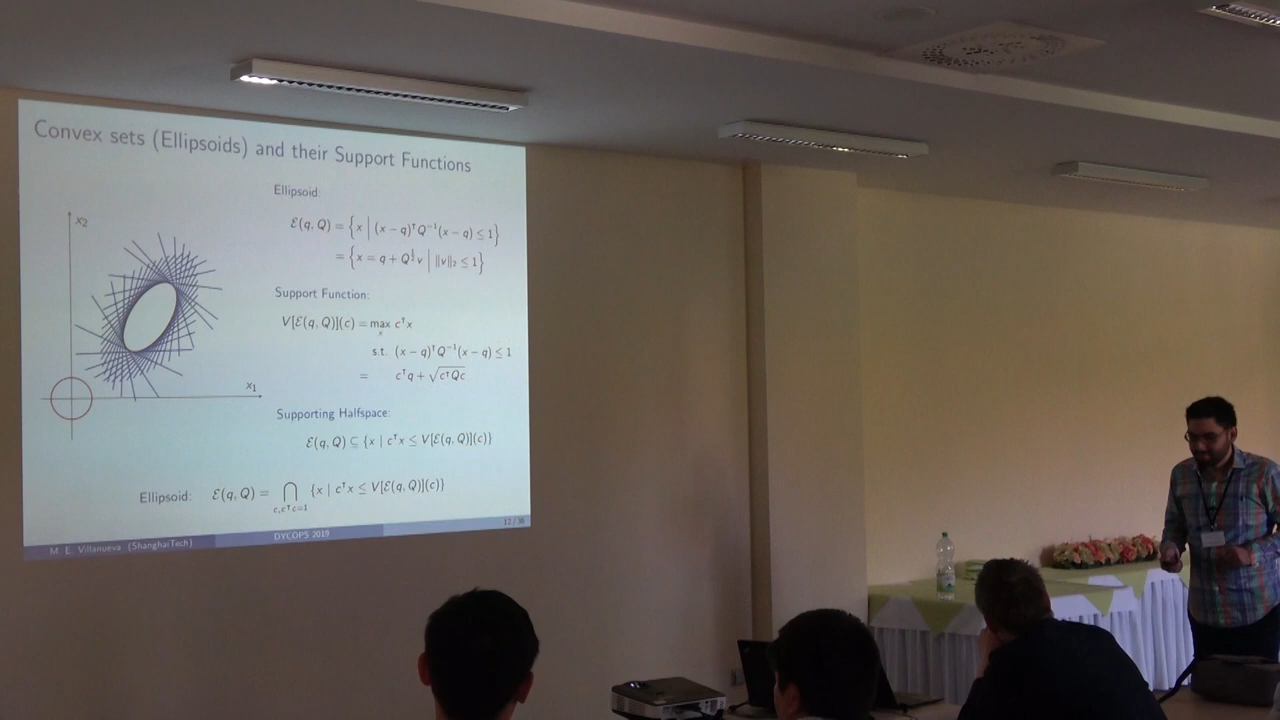 Convex sets (Ellipsoids) and their Support Functions
x₂
x₁
Ellipsoid:
ℰ(q, Q) = {x | (x − q)ᵀQ⁻¹(x − q) ≤ 1}
= {x = q + Q^½ v | ‖v‖₂ ≤ 1}
Support Function:
V[ℰ(q, Q)](c) = max cᵀx
x
s.t. (x − q)ᵀQ⁻¹(x − q) ≤ 1
= cᵀq + √(cᵀQc)
Supporting Halfspace:
ℰ(q, Q) ⊆ {x | cᵀx ≤ V[ℰ(q, Q)](c)}
Ellipsoid: ℰ(q, Q) = ⋂ {x | cᵀx ≤ V[ℰ(q, Q)](c)}
c,cᵀc=1
12 / 36
M. E. Villanueva (ShanghaiTech) DYCOPS 2019